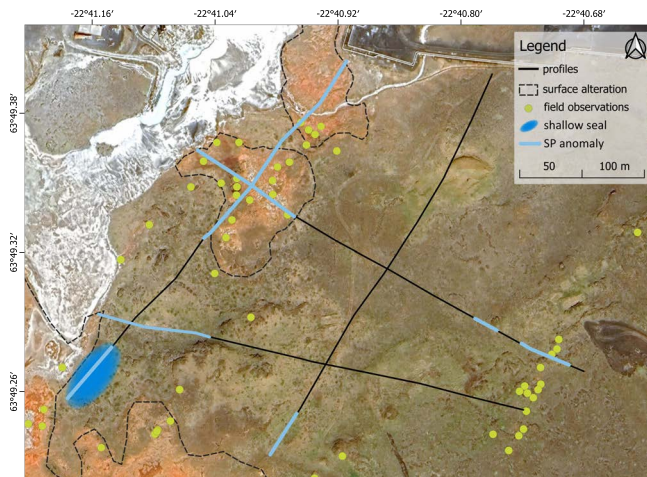 -22°41.16' -22°41.04' -22°40.92' -22°40.80' -22°40.68'
63°49.38'
63°49.32'
63°49.26'
Legend
profiles
surface alteration
field observations
shallow seal
SP anomaly
50 100 m